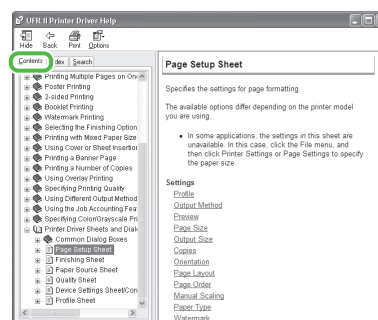 UFR II Printer Driver Help
Hide Back Print Options
Contents dex Search
Printing Multiple Pages on One
Poster Printing
2-sided Printing
Booklet Printing
Watermark Printing
Selecting the Finishing Option
Printing with Mixed Paper Size
Using Cover or Sheet Insertion
Printing a Banner Page
Printing a Number of Copies
Using Overlay Printing
Specifying Printing Quality
Using Different Output Method
Using the Job Accounting Fea
Specifying Color/Grayscale Pri
Printer Driver Sheets and Dial
Common Dialog Boxes
Page Setup Sheet
Finishing Sheet
Paper Source Sheet
Quality Sheet
Device Settings Sheet/Con
Profile Sheet
Page Setup Sheet
Specifies the settings for page formatting.
The available options differ depending on the printer model
you are using.
• In some applications, the settings in this sheet are
unavailable. In this case, click the File menu, and
then click Printer Settings or Page Settings to specify
the paper size.
Settings
Profile
Output Method
Preview
Page Size
Output Size
Copies
Orientation
Page Layout
Page Order
Manual Scaling
Paper Type
Watermark